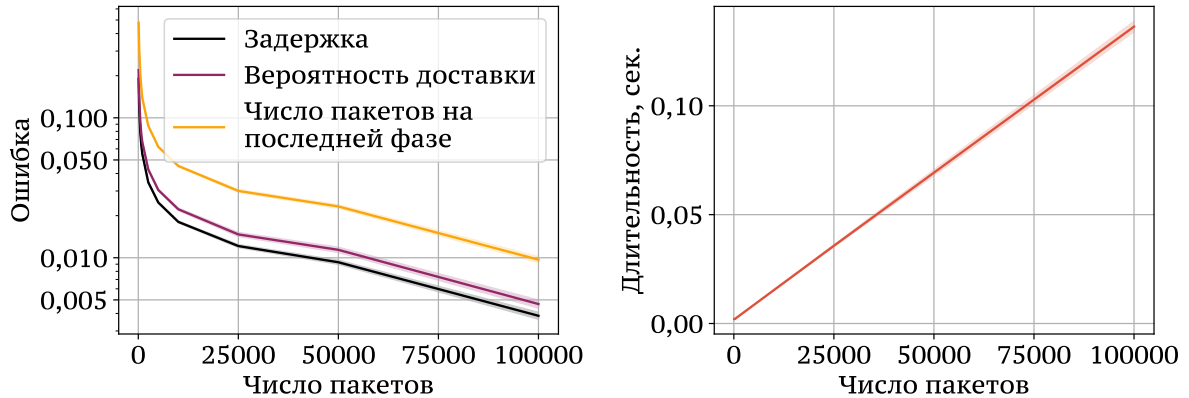 Ошибка
0,100
0,050
0,010
0,005
Задержка
Вероятность доставки
Число пакетов на
последней фазе
0 25000 50000 75000 100000
Число пакетов
Длительность, сек.
0,10
0,05
0,00
0 25000 50000 75000 100000
Число пакетов